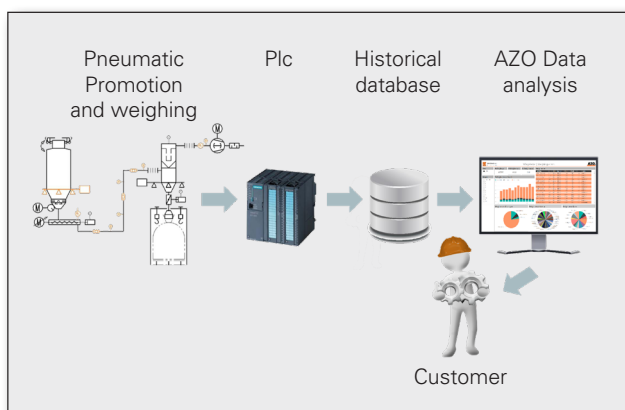 Pneumatic
Promotion
and weighing
Plc
Historical
database
AZO Data
analysis
M
M
M
Customer